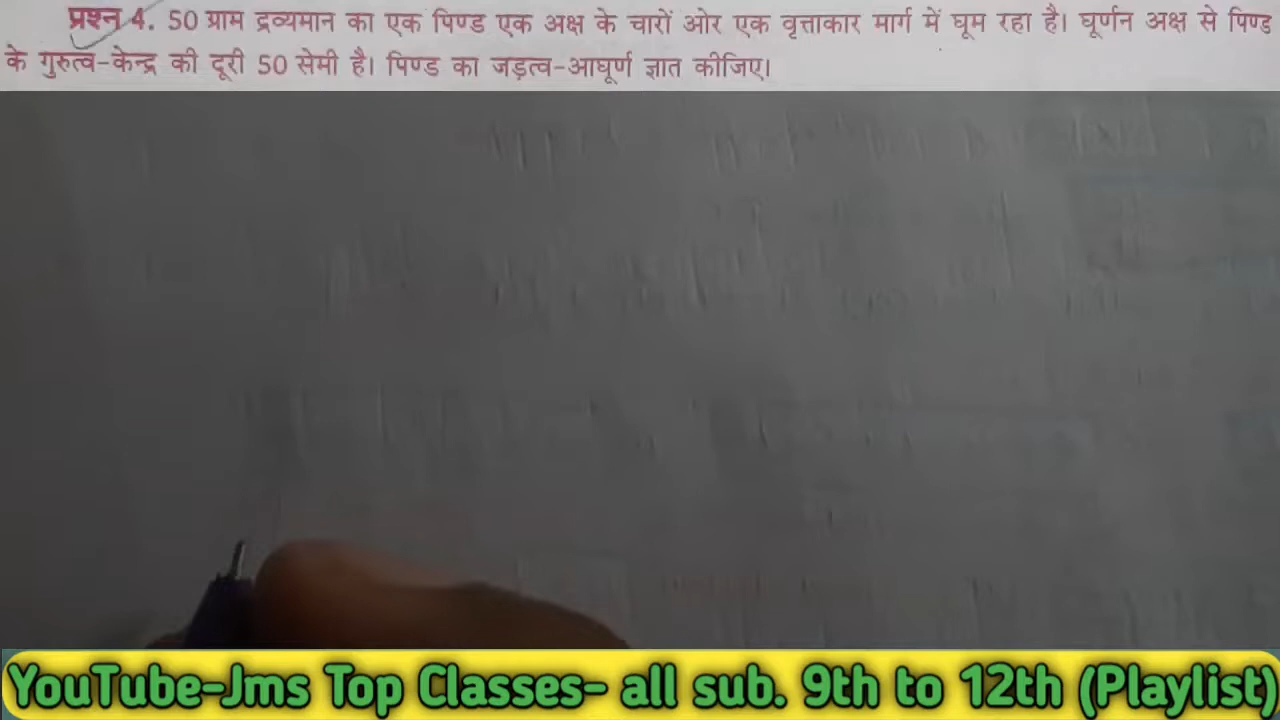 प्रश्न 4. 50 ग्राम द्रव्यमान का एक पिण्ड एक अक्ष के चारों ओर एक वृत्ताकार मार्ग में घूम रहा है। घूर्णन अक्ष से पिण्ड
के गुरुत्व-केन्द्र की दूरी 50 सेमी है। पिण्ड का जड़त्व-आघूर्ण ज्ञात कीजिए।
YouTube-Jms Top Classes- all sub. 9th to 12th (Playlist)